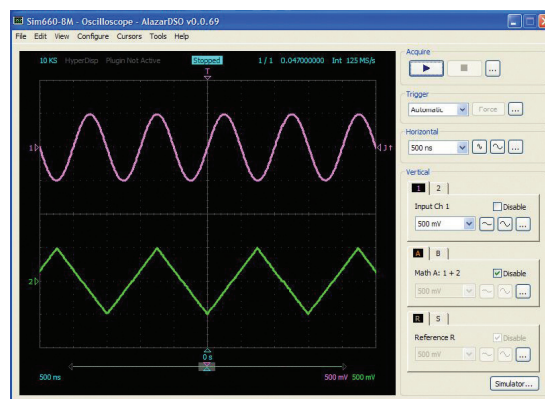 Sim660-8M - Oscilloscope - AlazarDSO v0.0.69
File Edit View Configure Cursors Tools Help
10 KS HyperDisp Plugin Not Active Stopped 1 / 1 0.047000000 Int 125 MS/s
T
1
1
2
0 s
500 ns 500 mV 500 mV
Acquire
...
Trigger
Automatic Force ...
Horizontal
500 ns ...
Vertical
1 2
Input Ch 1 Disable
500 mV ...
A B
Math A: 1 + 2 Disable
500 mV ...
R S
Reference R Disable
500 mV ...
Simulator...